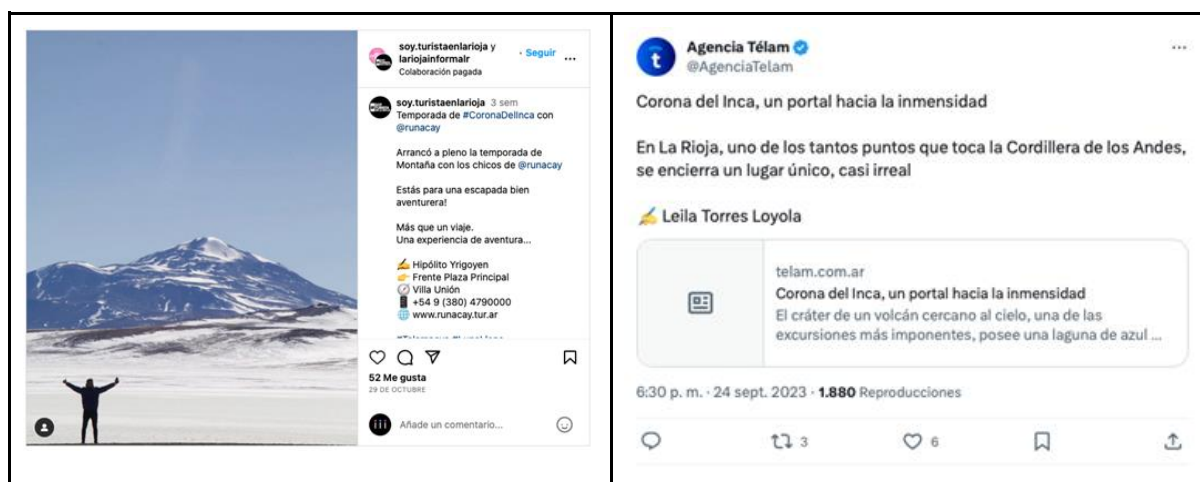 soy.turistaenlarioja y
lariojainformalr
· Seguir
Colaboración pagada
soy.turistaenlarioja 3 sem
Temporada de #CoronaDelInca con
@runacay
Arrancó a pleno la temporada de
Montaña con los chicos de @runacay
Estás para una escapada bien
aventurera!
Más que un viaje.
Una experiencia de aventura...
✍️ Hipólito Yrigoyen
👉 Frente Plaza Principal
🧭 Villa Unión
📱 +54 9 (380) 4790000
🌐 www.runacay.tur.ar
52 Me gusta
29 DE OCTUBRE
Añade un comentario...
Agencia Télam
@AgenciaTelam
Corona del Inca, un portal hacia la inmensidad
En La Rioja, uno de los tantos puntos que toca la Cordillera de los Andes,
se encierra un lugar único, casi irreal
✍️ Leila Torres Loyola
telam.com.ar
Corona del Inca, un portal hacia la inmensidad
El cráter de un volcán cercano al cielo, una de las
excursiones más imponentes, posee una laguna de azul ...
6:30 p. m. · 24 sept. 2023 · 1.880 Reproducciones
3
6